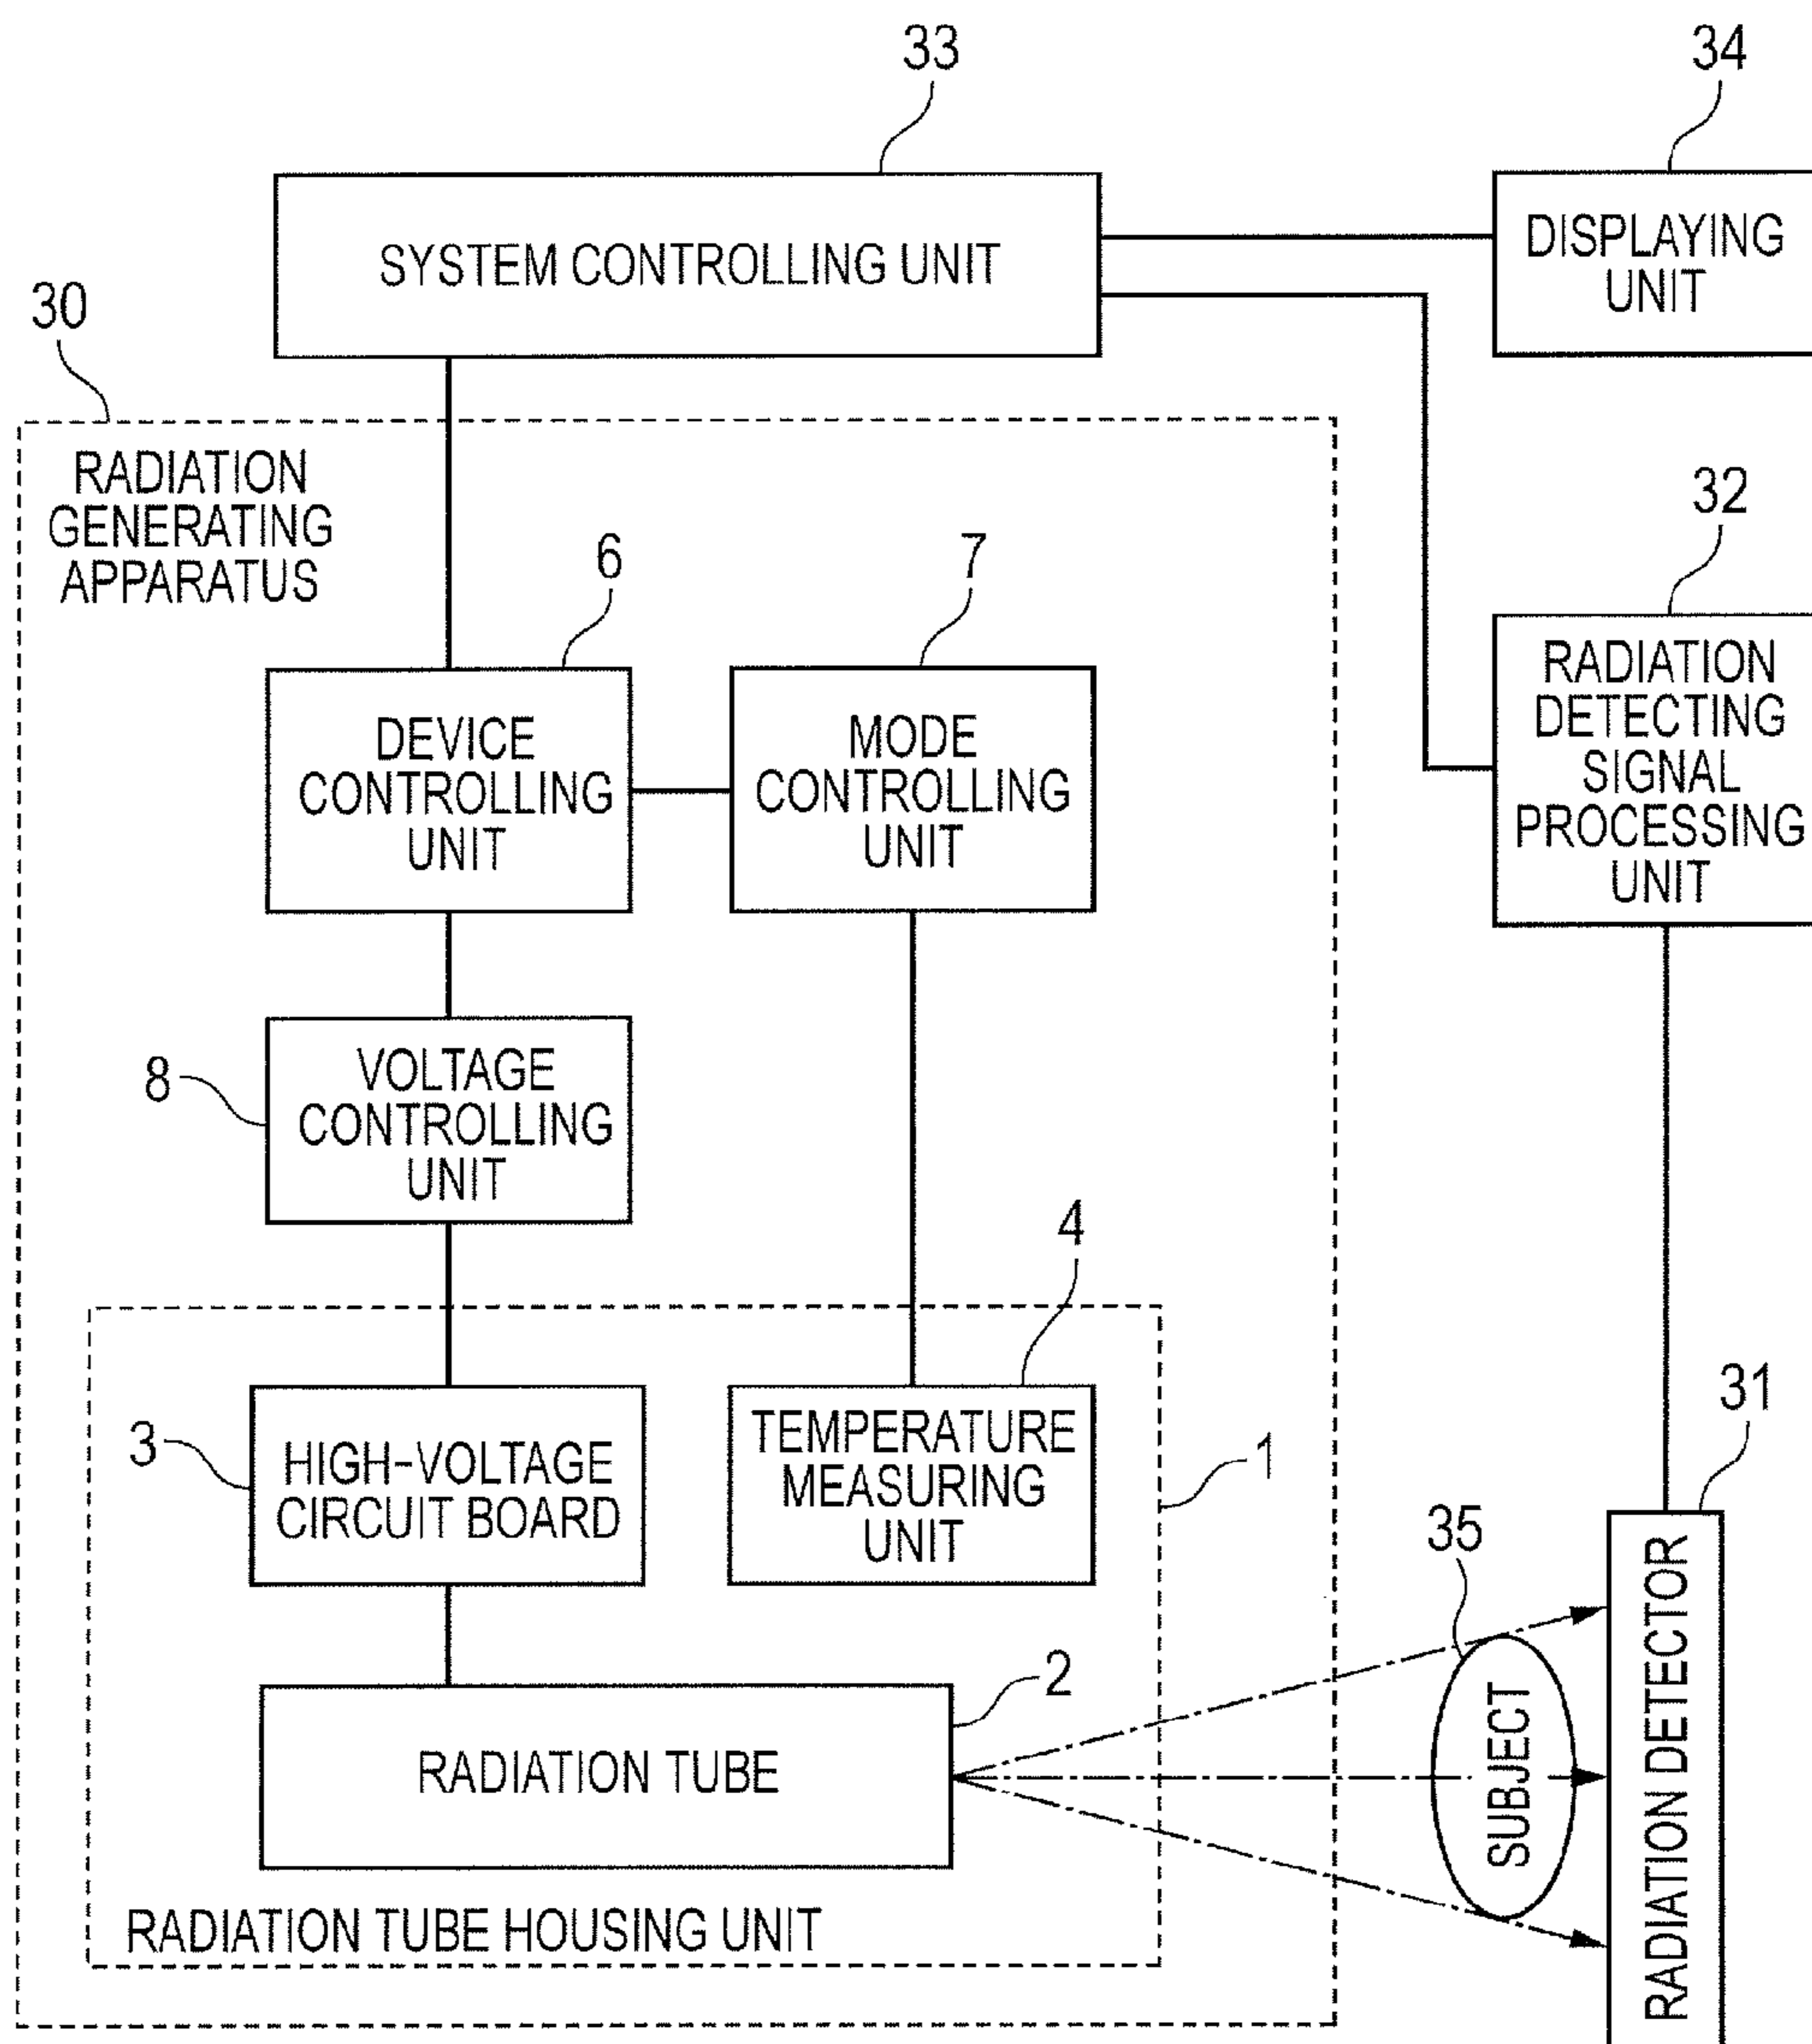 33
34
SYSTEM CONTROLLING UNIT
DISPLAYING
UNIT
30
RADIATION
GENERATING
APPARATUS
6
7
32
DEVICE
CONTROLLING
UNIT
MODE
CONTROLLING
UNIT
RADIATION
DETECTING
SIGNAL
PROCESSING
UNIT
8
VOLTAGE
CONTROLLING
UNIT
4
3
HIGH-VOLTAGE
CIRCUIT BOARD
TEMPERATURE
MEASURING
UNIT
1
31
35
2
RADIATION TUBE
SUBJECT
RADIATION DETECTOR
RADIATION TUBE HOUSING UNIT